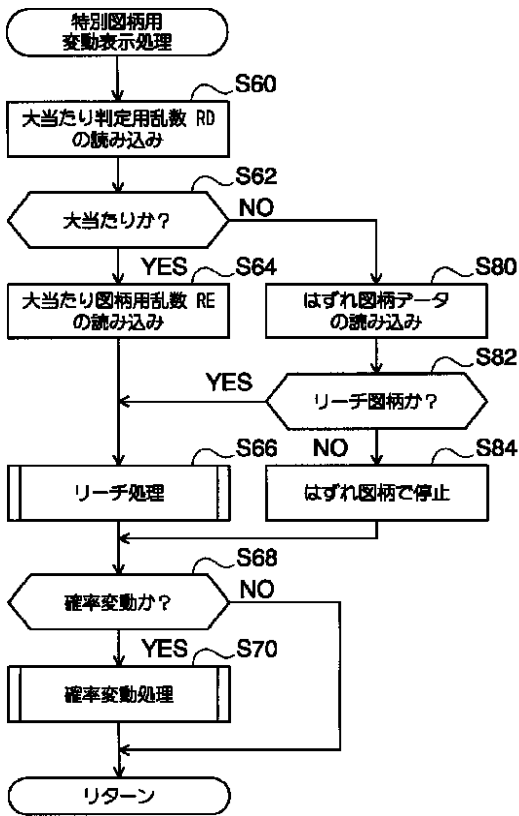 特別図柄用
変動表示処理
S60
大当たり判定用乱数 RD
の読み込み
S62
大当たりか?
NO
YES
S64
大当たり図柄用乱数 RE
の読み込み
S80
はずれ図柄データ
の読み込み
S82
リーチ図柄か?
YES
NO
S66
リーチ処理
S84
はずれ図柄で停止
S68
確率変動か?
NO
YES
S70
確率変動処理
リターン